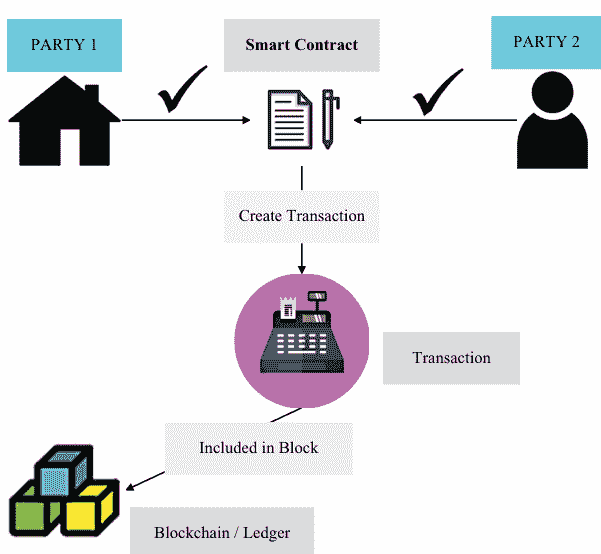 PARTY 1
Smart Contract
PARTY 2
Create Transaction
Transaction
Included in Block
Blockchain / Ledger